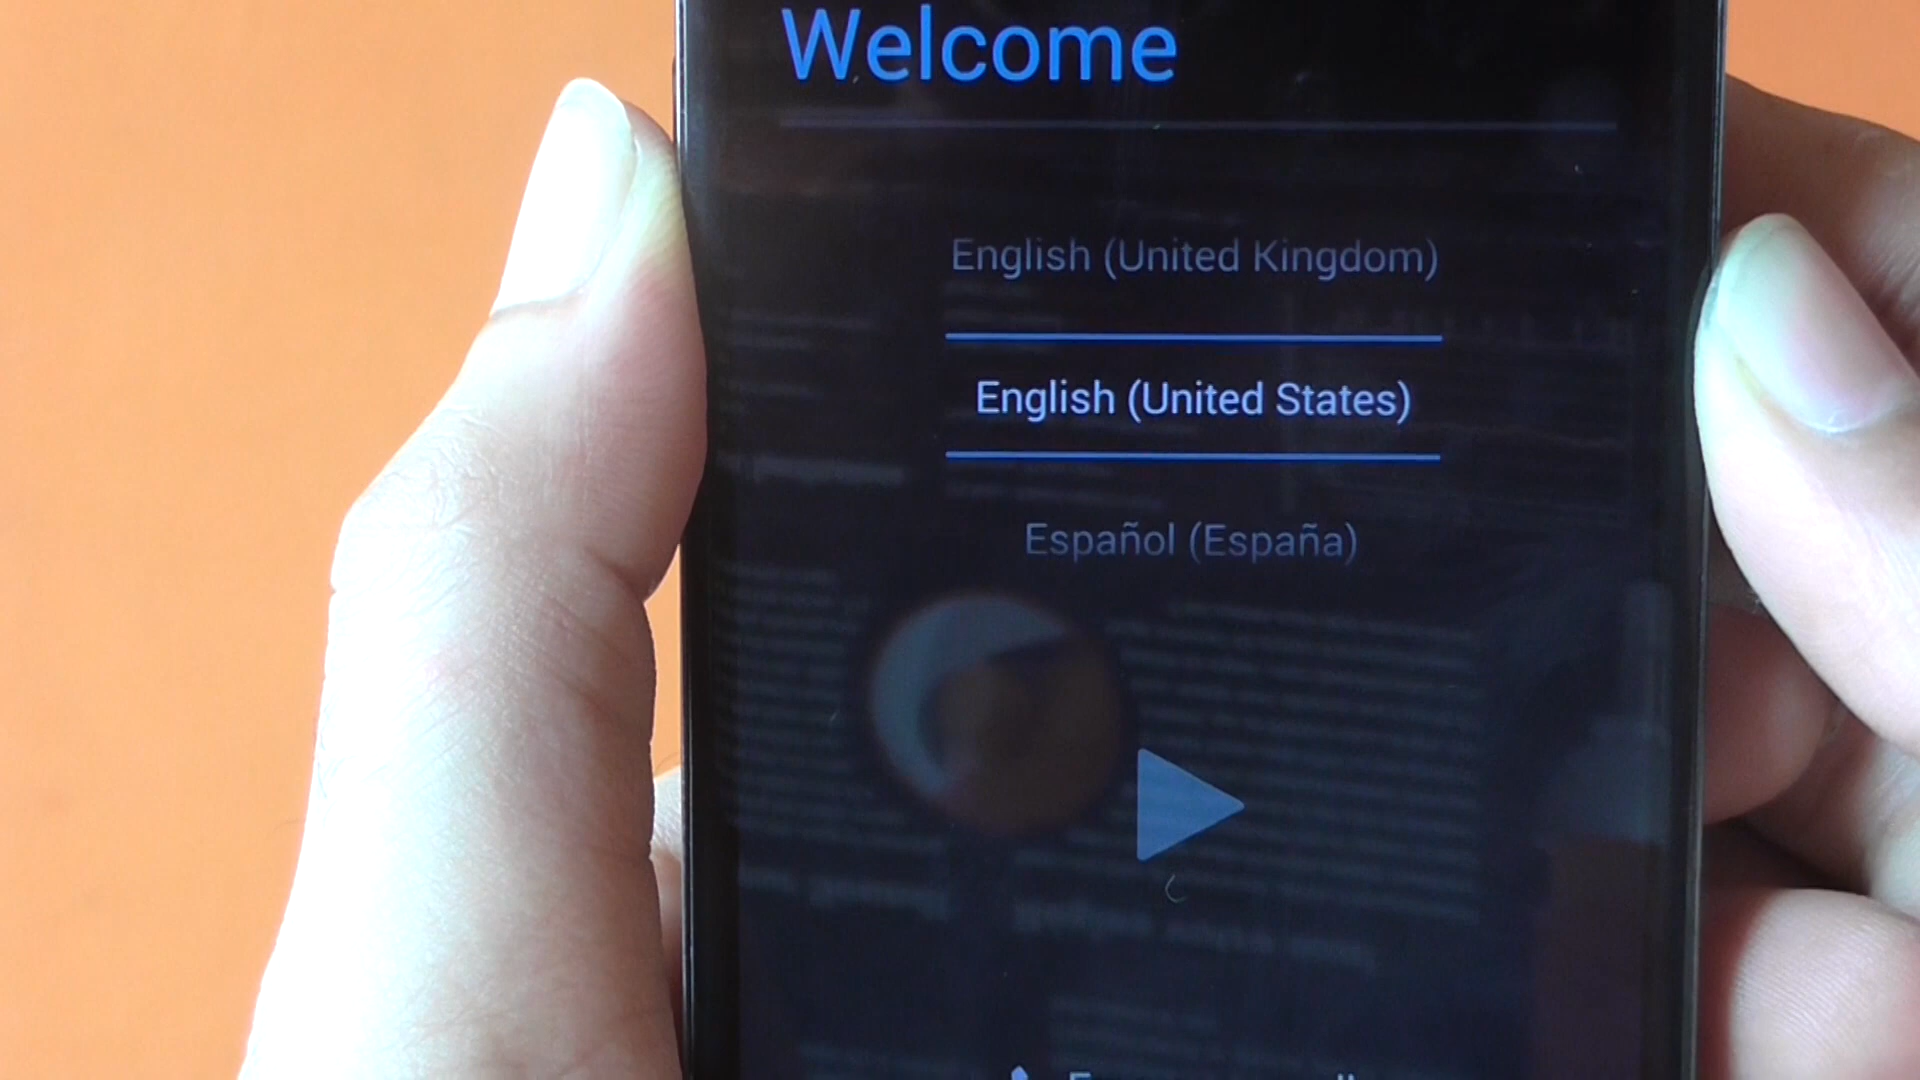 Welcome
English (United Kingdom)
English (United States)
Español (España)